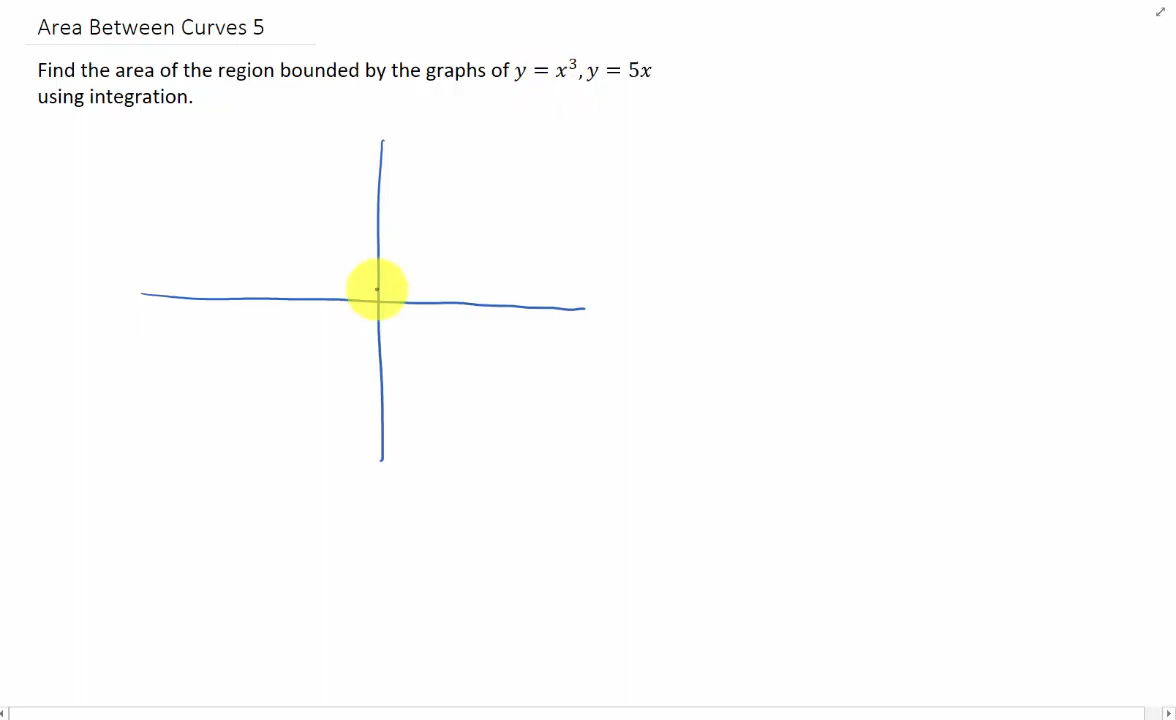 Area Between Curves 5
Find the area of the region bounded by the graphs of y = x³, y = 5x
using integration.